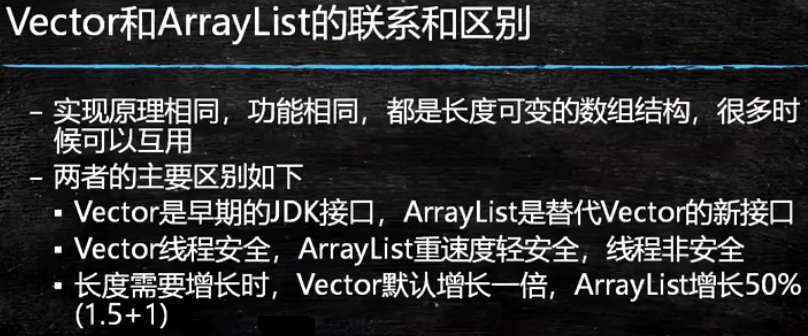 Vector和ArrayList的联系和区别
– 实现原理相同，功能相同，都是长度可变的数组结构，很多时
候可以互用
– 两者的主要区别如下
▪ Vector是早期的JDK接口，ArrayList是替代Vector的新接口
▪ Vector线程安全，ArrayList重速度轻安全，线程非安全
▪ 长度需要增长时，Vector默认增长一倍，ArrayList增长50%
(1.5+1)